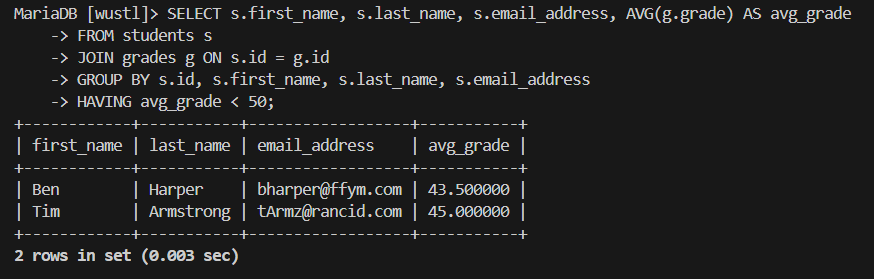 MariaDB [wustl]> SELECT s.first_name, s.last_name, s.email_address, AVG(g.grade) AS avg_grade
    -> FROM students s
    -> JOIN grades g ON s.id = g.id
    -> GROUP BY s.id, s.first_name, s.last_name, s.email_address
    -> HAVING avg_grade < 50;
+------------+-----------+-----------------+-----------+
| first_name | last_name | email_address   | avg_grade |
+------------+-----------+-----------------+-----------+
| Ben        | Harper    | bharper@ffym.com | 43.500000 |
| Tim        | Armstrong | tArmz@rancid.com | 45.000000 |
+------------+-----------+-----------------+-----------+
2 rows in set (0.003 sec)